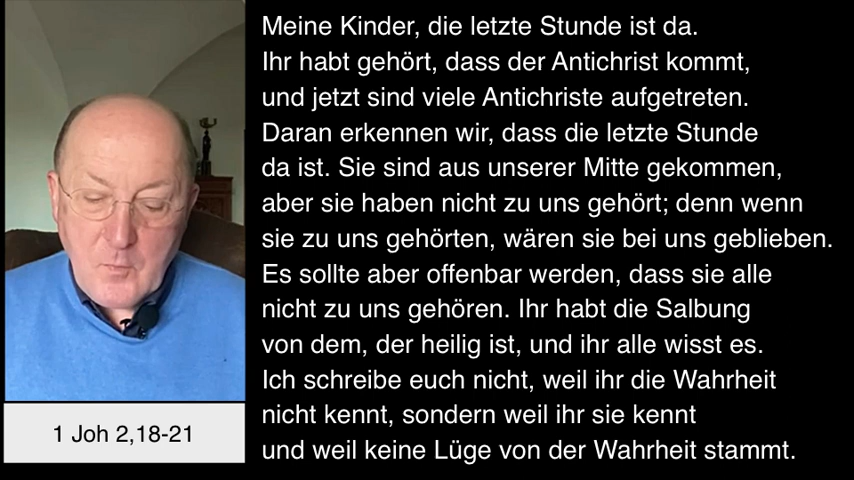 Meine Kinder, die letzte Stunde ist da.
Ihr habt gehört, dass der Antichrist kommt,
und jetzt sind viele Antichriste aufgetreten.
Daran erkennen wir, dass die letzte Stunde
da ist. Sie sind aus unserer Mitte gekommen,
aber sie haben nicht zu uns gehört; denn wenn
sie zu uns gehörten, wären sie bei uns geblieben.
Es sollte aber offenbar werden, dass sie alle
nicht zu uns gehören. Ihr habt die Salbung
von dem, der heilig ist, und ihr alle wisst es.
Ich schreibe euch nicht, weil ihr die Wahrheit
nicht kennt, sondern weil ihr sie kennt
und weil keine Lüge von der Wahrheit stammt.
1 Joh 2,18-21